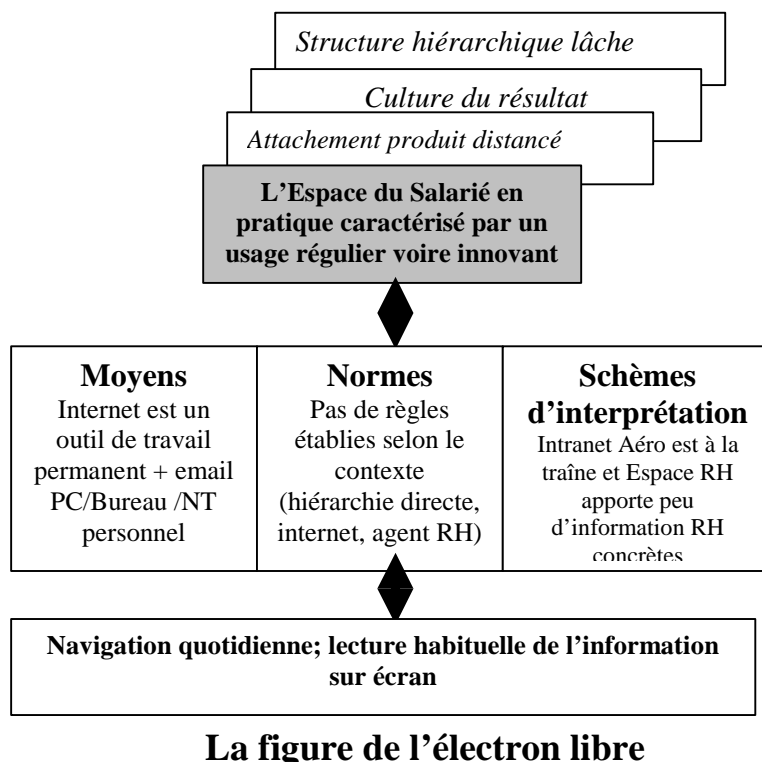 Structure hiérarchique lâche
Culture du résultat
Attachement produit distancé
L'Espace du Salarié en
pratique caractérisé par un
usage régulier voire innovant
Moyens
Internet est un
outil de travail
permanent + email
PC/Bureau /NT
personnel
Normes
Pas de règles
établies selon le
contexte
(hiérarchie directe,
internet, agent RH)
Schèmes
d'interprétation
Intranet Aéro est à la
traîne et Espace RH
apporte peu
d'information RH
concrètes
Navigation quotidienne; lecture habituelle de l'information
sur écran
La figure de l'électron libre